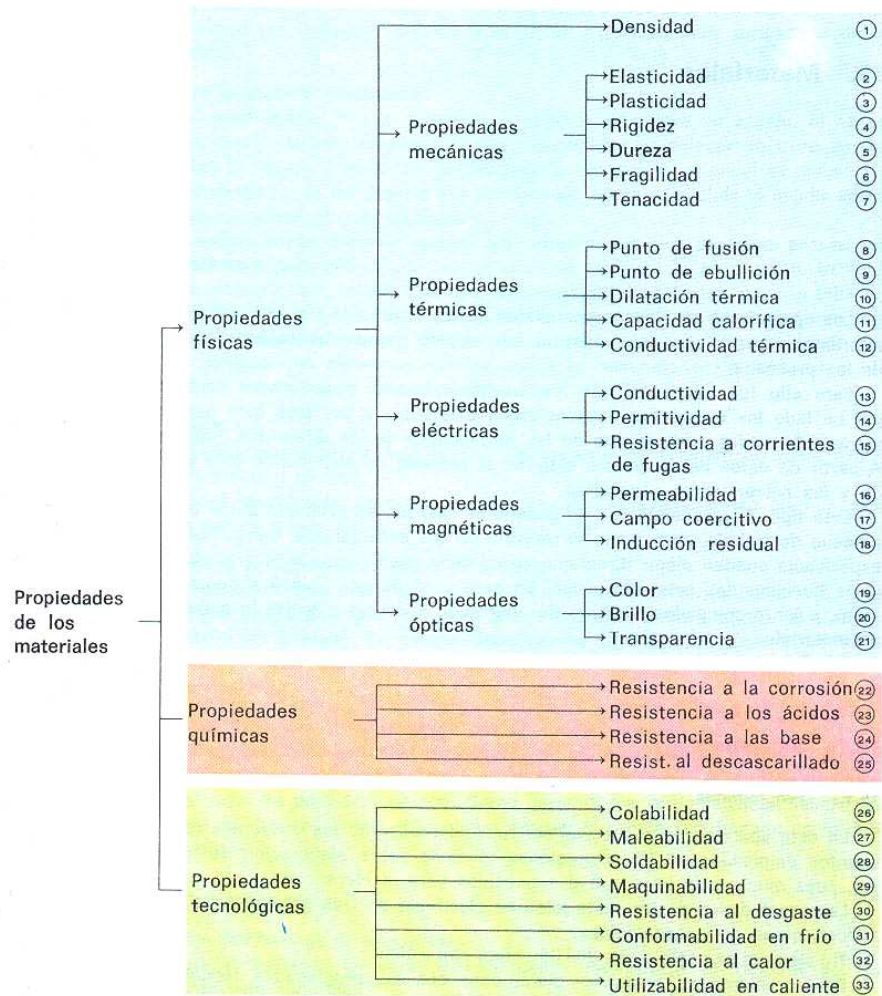 Densidad 1
Elasticidad 2
Plasticidad 3
Propiedades
mecánicas
Rigidez 4
Dureza 5
Fragilidad 6
Tenacidad 7
Punto de fusión 8
Punto de ebullición 9
Propiedades
térmicas
Dilatación térmica 10
Capacidad calorífica 11
Conductividad térmica 12
Propiedades
físicas
Conductividad 13
Propiedades
eléctricas
Permitividad 14
Resistencia a corrientes 15
de fugas
Propiedades
magnéticas
Permeabilidad 16
Campo coercitivo 17
Inducción residual 18
Propiedades
ópticas
Color 19
Brillo 20
Transparencia 21
Propiedades
de los
materiales
Propiedades
químicas
Resistencia a la corrosión 22
Resistencia a los ácidos 23
Resistencia a las base 24
Resist. al descascarillado 25
Propiedades
tecnológicas
Colabilidad 26
Maleabilidad 27
Soldabilidad 28
Maquinabilidad 29
Resistencia al desgaste 30
Conformabilidad en frío 31
Resistencia al calor 32
Utilizabilidad en caliente 33